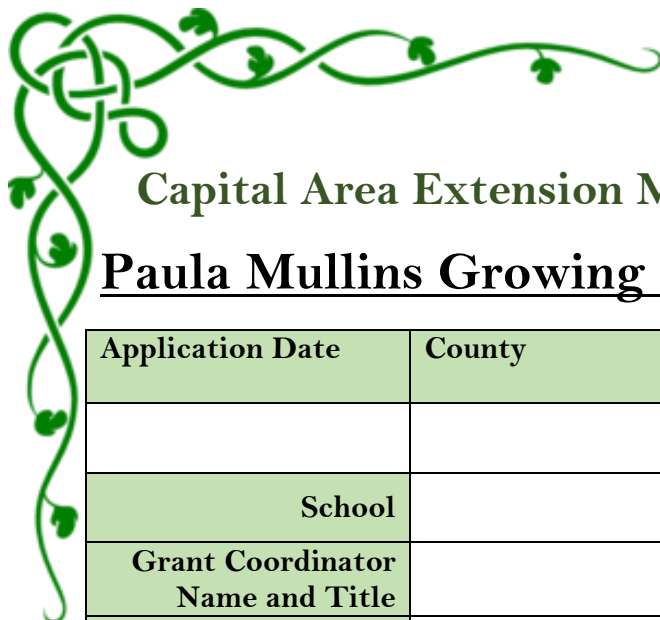 Capital Area Extension
Paula Mullins Growing
Application Date County
School
Grant Coordinator
Name and Title